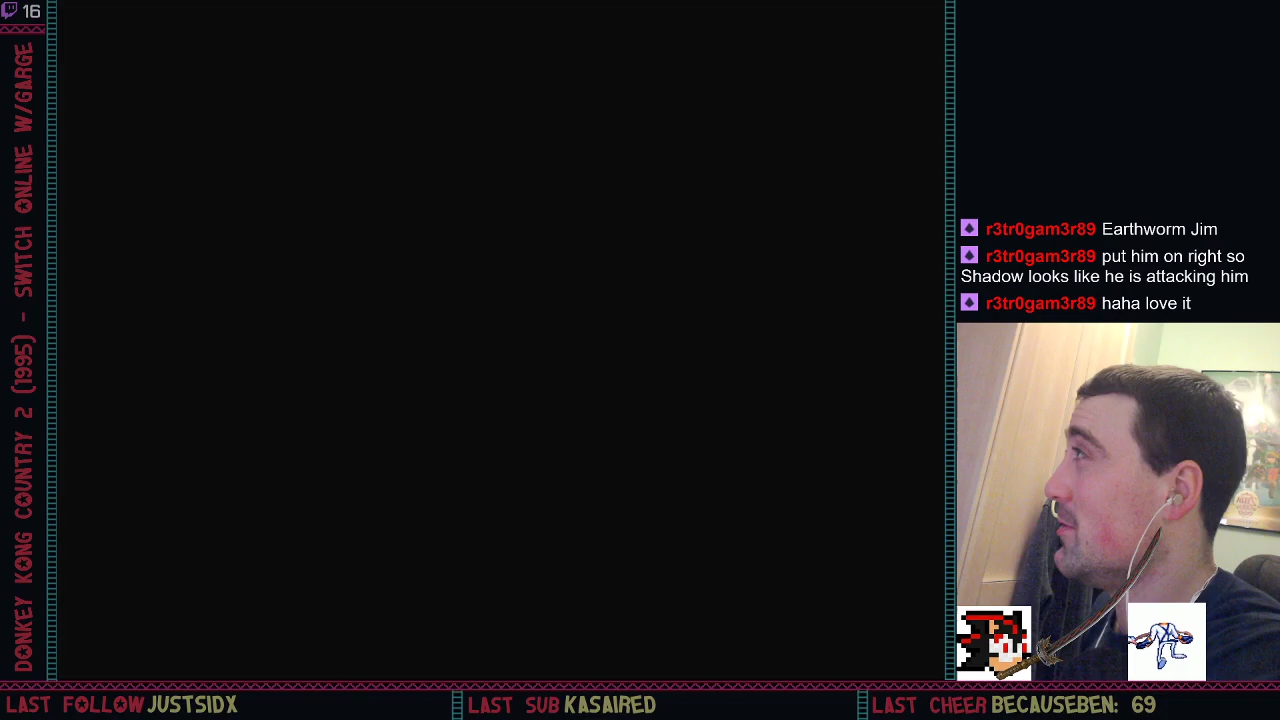 16
DONKEY KONG COUNTRY 2 (1995) - SWITCH ONLINE W/GARGE
r3tr0gam3r89 Earthworm Jim
r3tr0gam3r89 put him on right so
Shadow looks like he is attacking him
r3tr0gam3r89 haha love it
LAST FOLLOW JUSTSIDX
LAST SUB KASAIRED
LAST CHEER BECAUSEBEN: 69